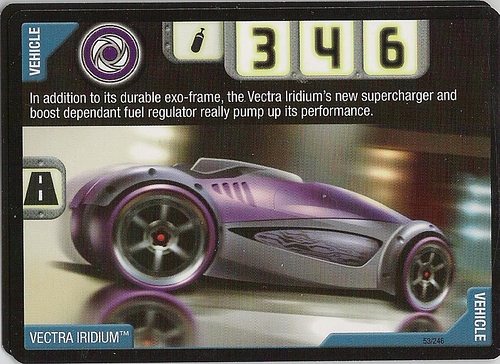 VEHICLE
3 4 6
In addition to its durable exo-frame, the Vectra Iridium's new supercharger and
boost dependant fuel regulator really pump up its performance.
VECTRA IRIDIUM™
53/246
VEHICLE